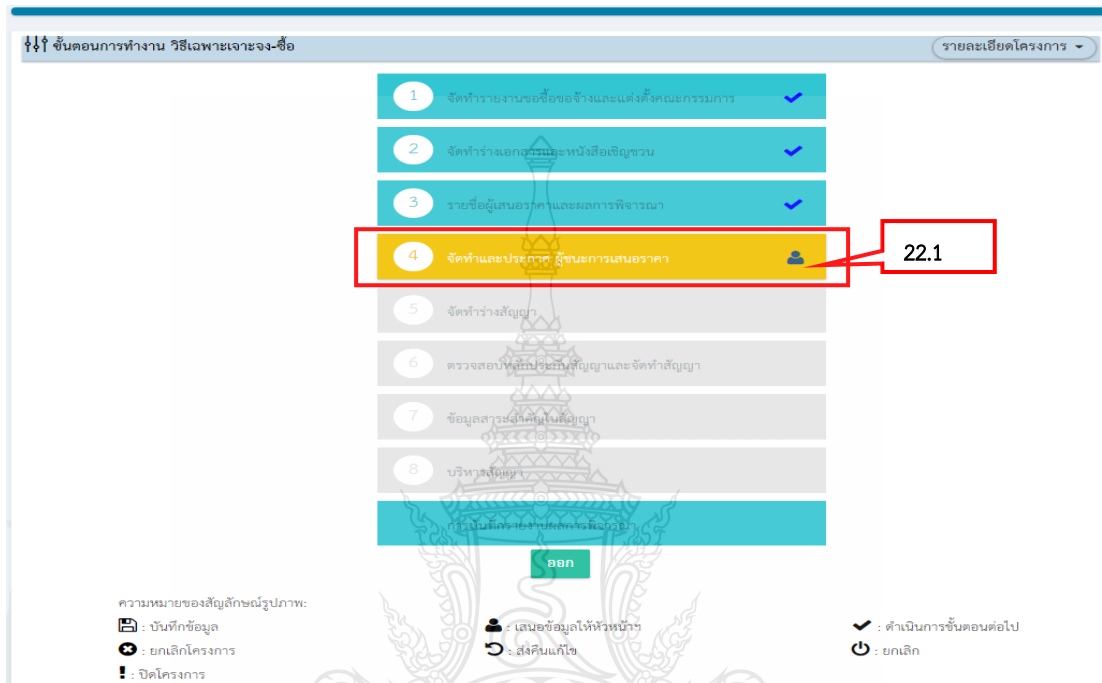 ขั้นตอนการทำงาน วิธีเฉพาะเจาะจง-ซื้อ
รายละเอียดโครงการ
1 จัดทำรายงานขอซื้อขอจ้างและแต่งตั้งคณะกรรมการ
2 จัดทำร่างเอกสารและหนังสือเชิญชวน
3 รายชื่อผู้เสนอราคาและผลการพิจารณา
4 จัดทำและประกาศ ผู้ชนะการเสนอราคา
22.1
5 จัดทำร่างสัญญา
6 ตรวจสอบหลักประกันสัญญาและจัดทำสัญญา
7 ข้อมูลสาระสำคัญในสัญญา
8 บริหารสัญญา
การบันทึกรายงานผลการพิจารณา
ออก
ความหมายของสัญลักษณ์รูปภาพ:
: บันทึกข้อมูล : เสนอข้อมูลให้หัวหน้าฯ : ดำเนินการขั้นตอนต่อไป
: ยกเลิกโครงการ : ส่งคืนแก้ไข : ยกเลิก
: ปิดโครงการ